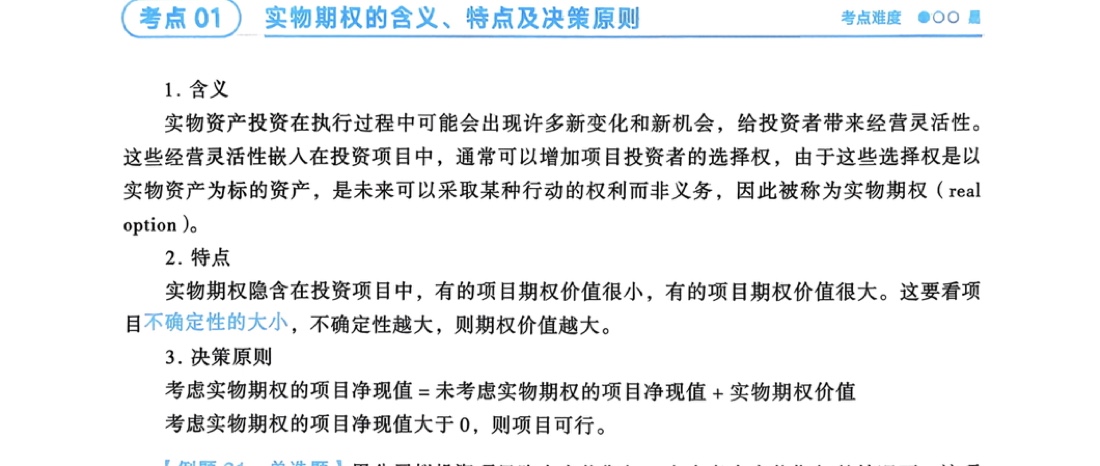 考点 01 实物期权的含义、特点及决策原则 考点难度
1. 含义
实物资产投资在执行过程中可能会出现许多新变化和新机会，给投资者带来经营灵活性。
这些经营灵活性嵌入在投资项目中，通常可以增加项目投资者的选择权，由于这些选择权是以
实物资产为标的资产，是未来可以采取某种行动的权利而非义务，因此被称为实物期权（real
option）。
2. 特点
实物期权隐含在投资项目中，有的项目期权价值很小，有的项目期权价值很大。这要看项
目不确定性的大小，不确定性越大，则期权价值越大。
3. 决策原则
考虑实物期权的项目净现值 = 未考虑实物期权的项目净现值 + 实物期权价值
考虑实物期权的项目净现值大于 0，则项目可行。